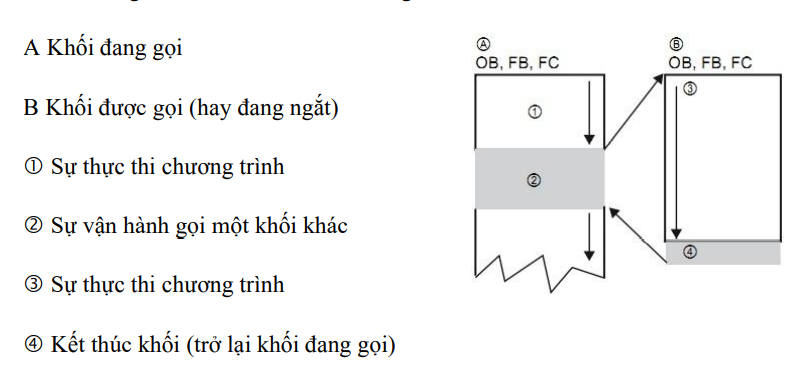 A Khối đang gọi
B Khối được gọi (hay đang ngắt)
① Sự thực thi chương trình
② Sự vận hành gọi một khối khác
③ Sự thực thi chương trình
④ Kết thúc khối (trở lại khối đang gọi)
Ⓐ
OB, FB, FC
①
②
Ⓑ
OB, FB, FC
③
④